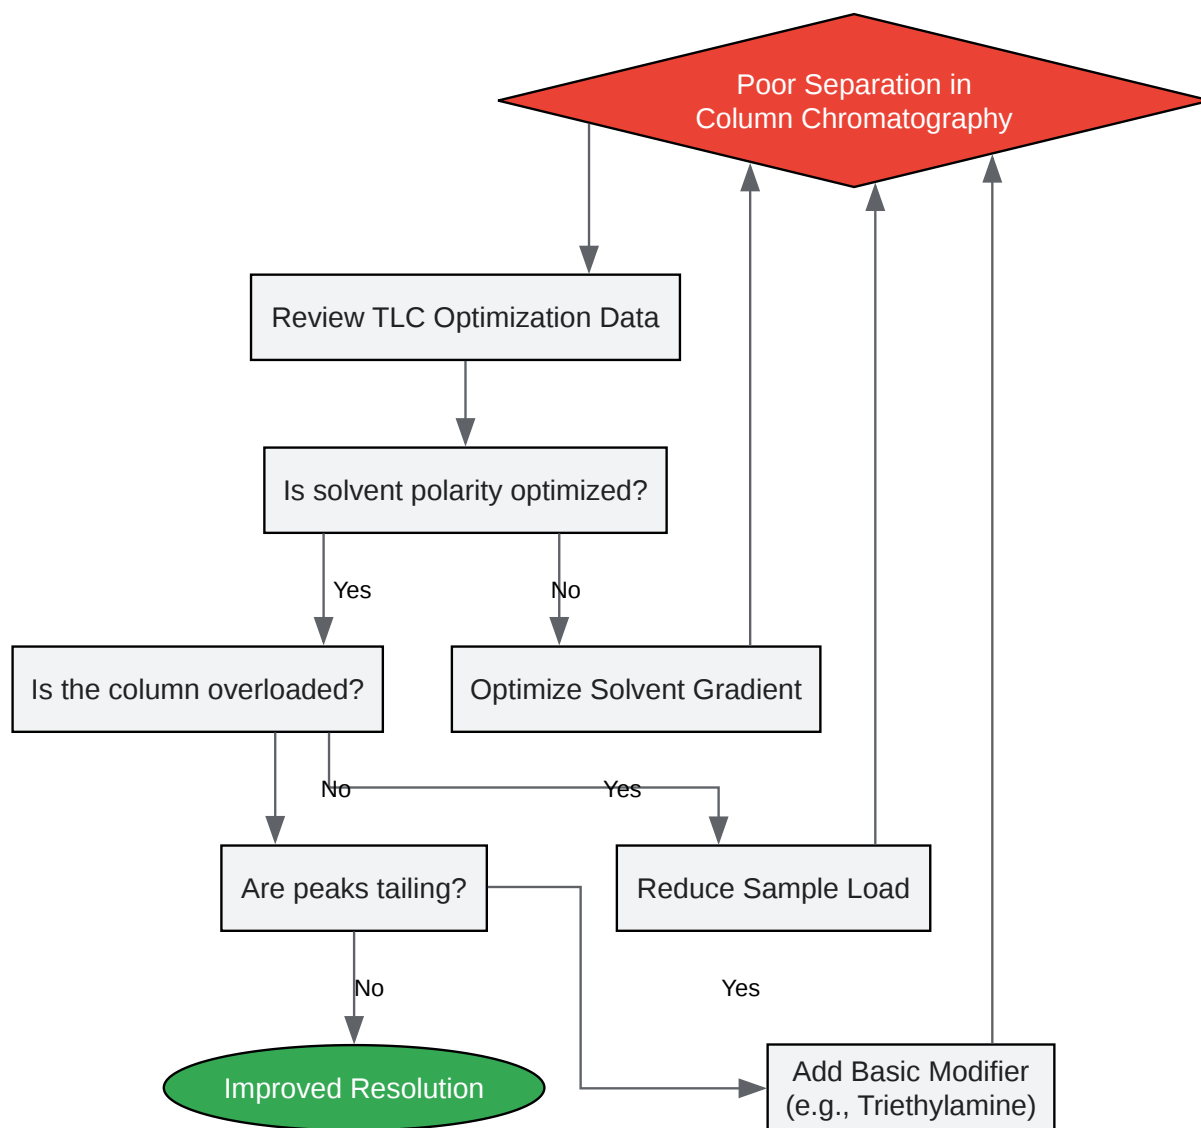 Poor Separation in
Column Chromatography
Review TLC Optimization Data
Is solvent polarity optimized?
Yes
No
Is the column overloaded?
Optimize Solvent Gradient
No
Yes
Are peaks tailing?
Reduce Sample Load
No
Yes
Improved Resolution
Add Basic Modifier
(e.g., Triethylamine)